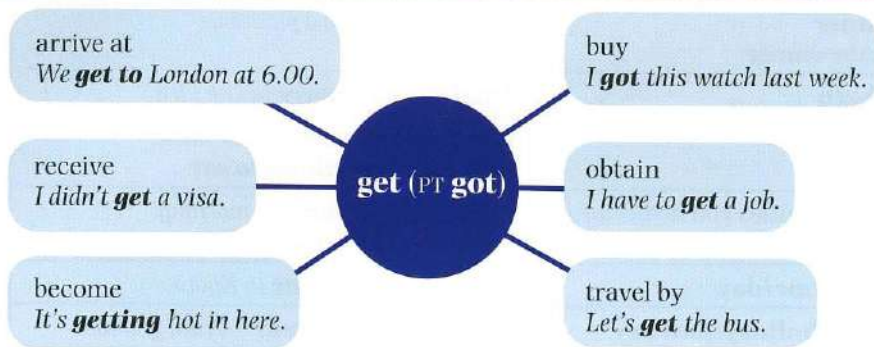 arrive at
We get to London at 6.00.
buy
I got this watch last week.
receive
I didn't get a visa.
get (PT got)
obtain
I have to get a job.
become
It's getting hot in here.
travel by
Let's get the bus.